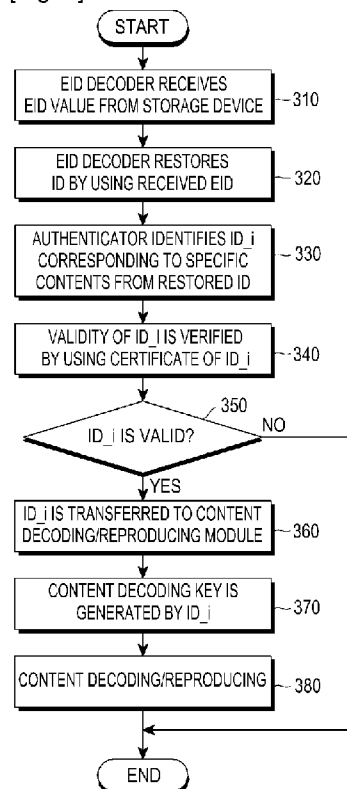 START
EID DECODER RECEIVES
EID VALUE FROM STORAGE DEVICE
310
EID DECODER RESTORES
ID BY USING RECEIVED EID
320
AUTHENTICATOR IDENTIFIES ID_i
CORRESPONDING TO SPECIFIC
CONTENTS FROM RESTORED ID
330
VALIDITY OF ID_i IS VERIFIED
BY USING CERTIFICATE OF ID_i
340
350
ID_i IS VALID?
NO
YES
ID_i IS TRANSFERRED TO CONTENT
DECODING/REPRODUCING MODULE
360
CONTENT DECODING KEY IS
GENERATED BY ID_i
370
CONTENT DECODING/REPRODUCING
380
END